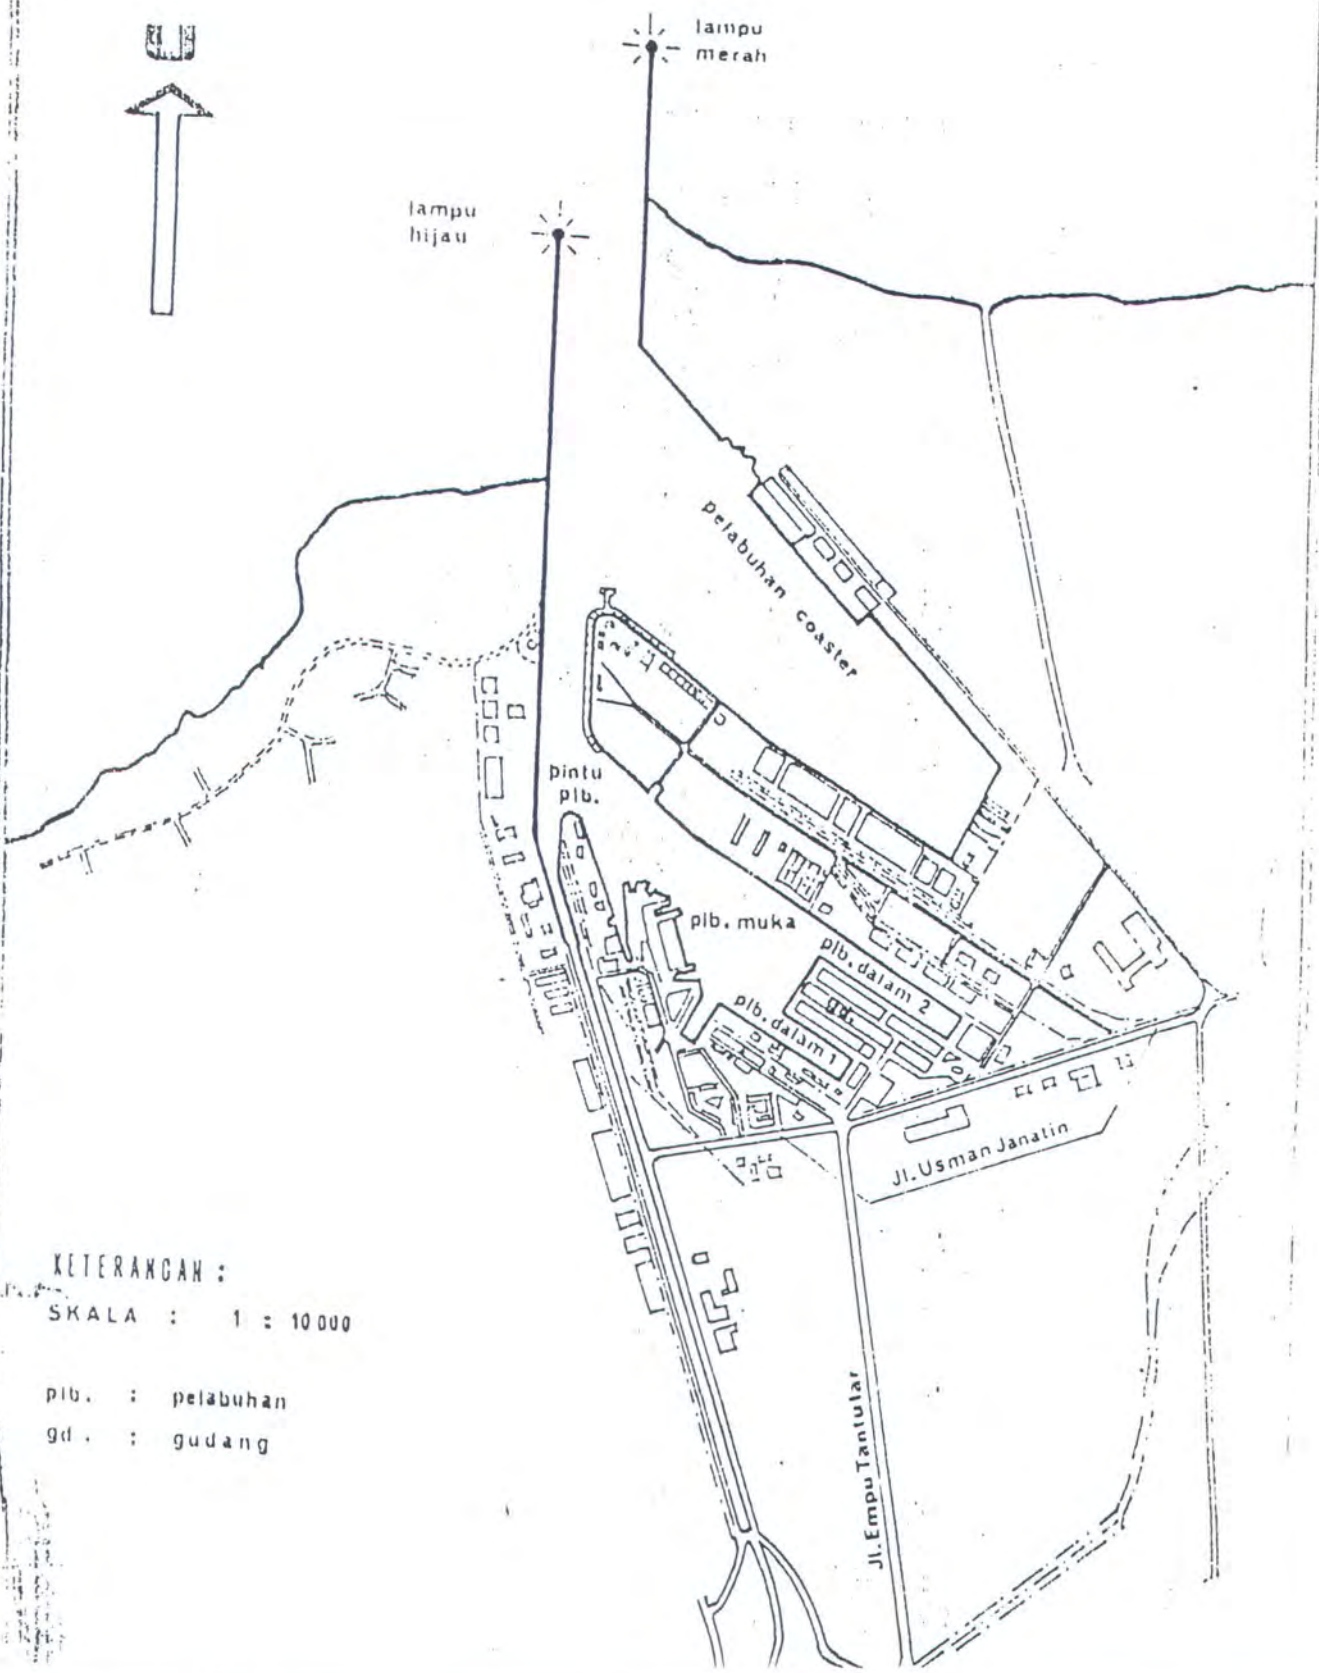 U
lampu
merah
lampu
hijau
pelabuhan coaster
pintu
plb.
plb. muka
plb. dalam 2
gd.
plb. dalam 1
Jl. Usman Janatin
Jl. Empu Tantular
KETERANGAN :
SKALA : 1 : 10 000
plb. : pelabuhan
gd. : gudang